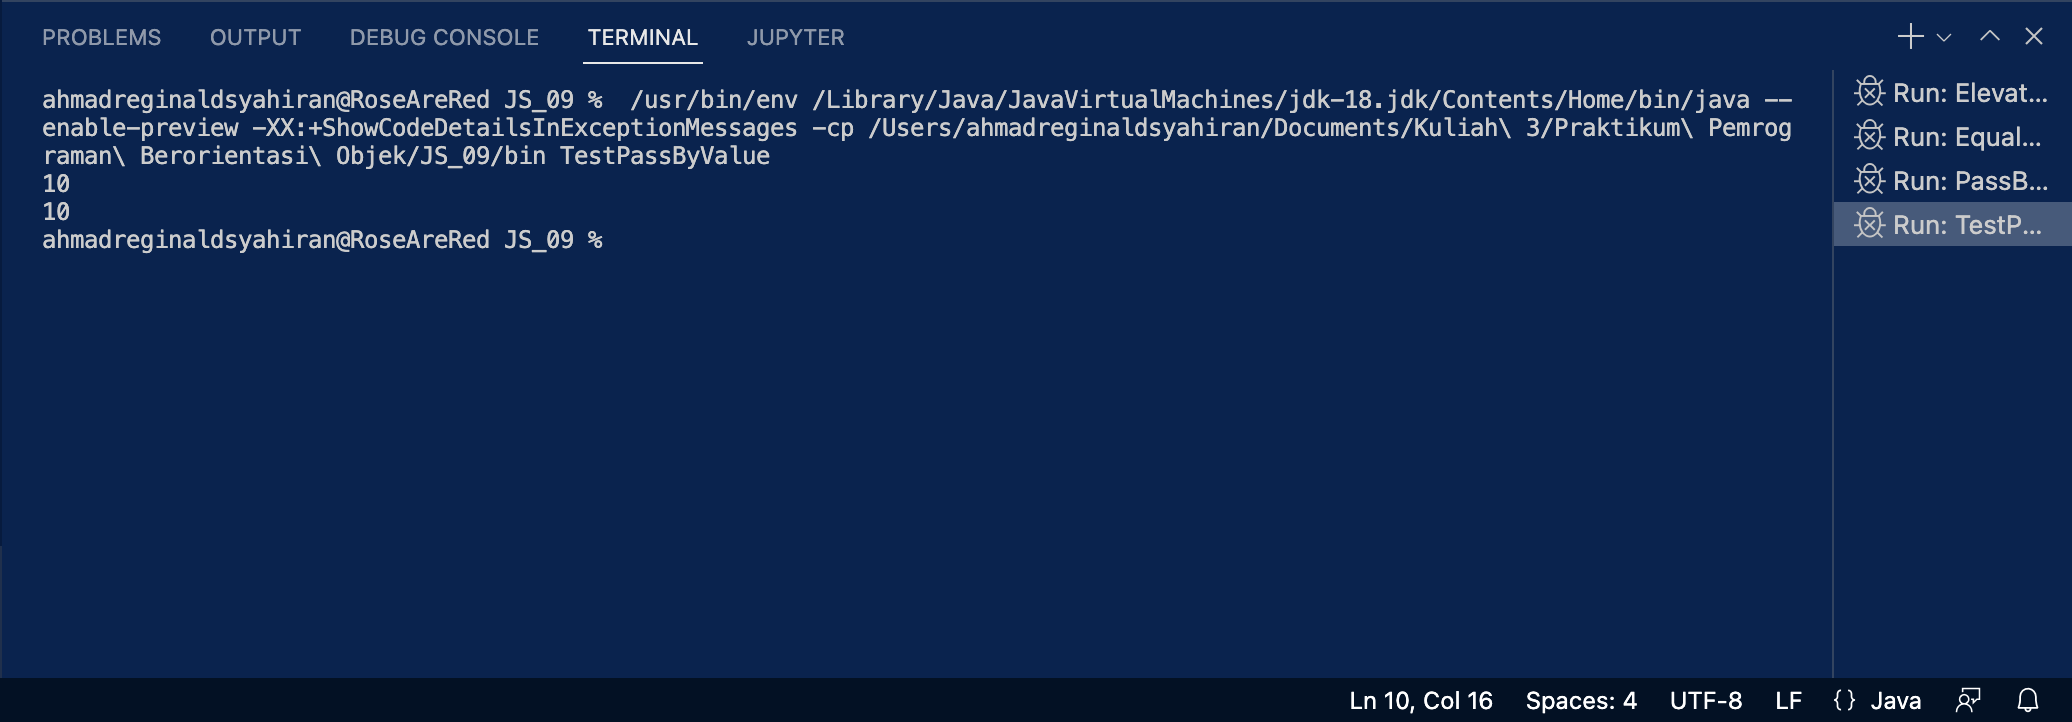 PROBLEMS OUTPUT DEBUG CONSOLE TERMINAL JUPYTER
ahmadreginaldsyahiran@RoseAreRed JS_09 %  /usr/bin/env /Library/Java/JavaVirtualMachines/jdk-18.jdk/Contents/Home/bin/java --
enable-preview -XX:+ShowCodeDetailsInExceptionMessages -cp /Users/ahmadreginaldsyahiran/Documents/Kuliah\ 3/Praktikum\ Pemrog
raman\ Berorientasi\ Objek/JS_09/bin TestPassByValue
10
10
ahmadreginaldsyahiran@RoseAreRed JS_09 %
Run: Elevat...
Run: Equal...
Run: PassB...
Run: TestP...
Ln 10, Col 16 Spaces: 4 UTF-8 LF {} Java